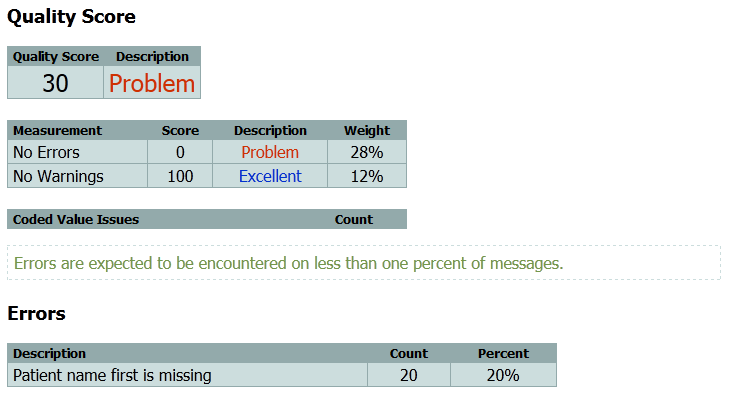 Quality Score
Quality Score Description
30 Problem
Measurement Score Description Weight
No Errors 0 Problem 28%
No Warnings 100 Excellent 12%
Coded Value Issues Count
Errors are expected to be encountered on less than one percent of messages.
Errors
Description Count Percent
Patient name first is missing 20 20%